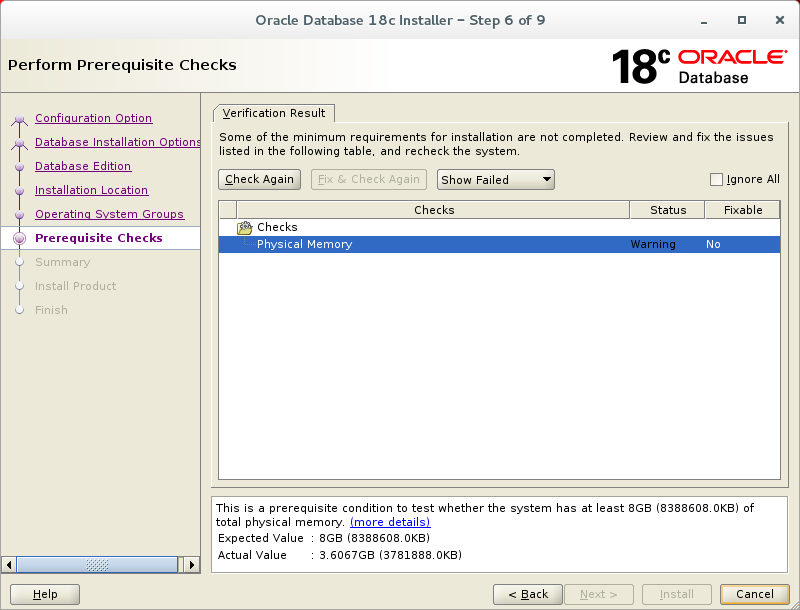 Oracle Database 18c Installer – Step 6 of 9
Perform Prerequisite Checks
18c ORACLE
Database
Configuration Option
Database Installation Options
Database Edition
Installation Location
Operating System Groups
Prerequisite Checks
Summary
Install Product
Finish
Verification Result
Some of the minimum requirements for installation are not completed. Review and fix the issues
listed in the following table, and recheck the system.
Check Again Fix & Check Again Show Failed Ignore All
Checks Status Fixable
Checks
Physical Memory Warning No
This is a prerequisite condition to test whether the system has at least 8GB (8388608.0KB) of
total physical memory. (more details)
Expected Value : 8GB (8388608.0KB)
Actual Value : 3.6067GB (3781888.0KB)
Help < Back Next > Install Cancel